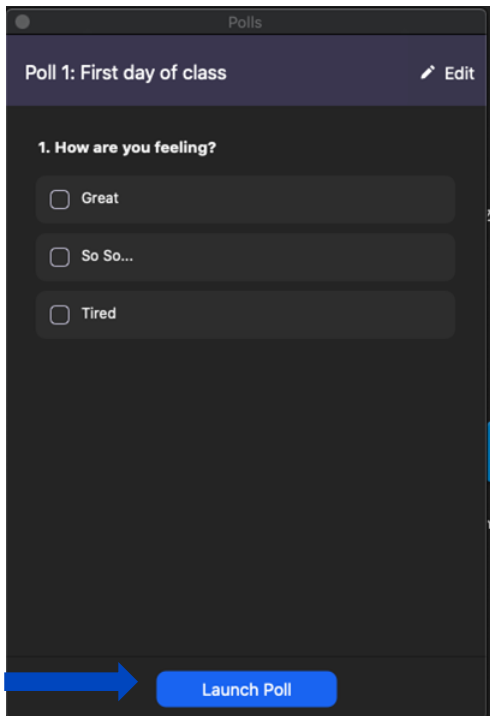 Polls
Poll 1: First day of class
Edit
1. How are you feeling?
Great
So So...
Tired
Launch Poll